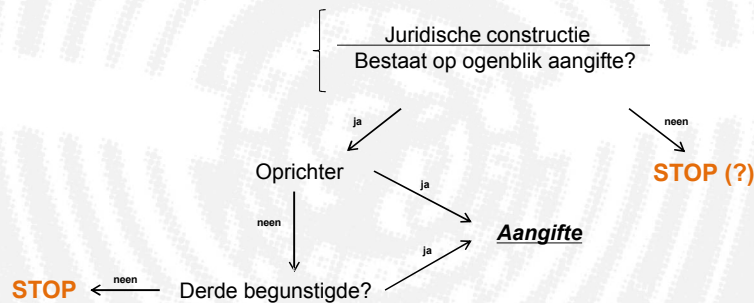 Juridische constructie
Bestaat op ogenblik aangifte?
ja
neen
Oprichter
STOP (?)
ja
neen
Aangifte
ja
STOP
neen
Derde begunstigde?